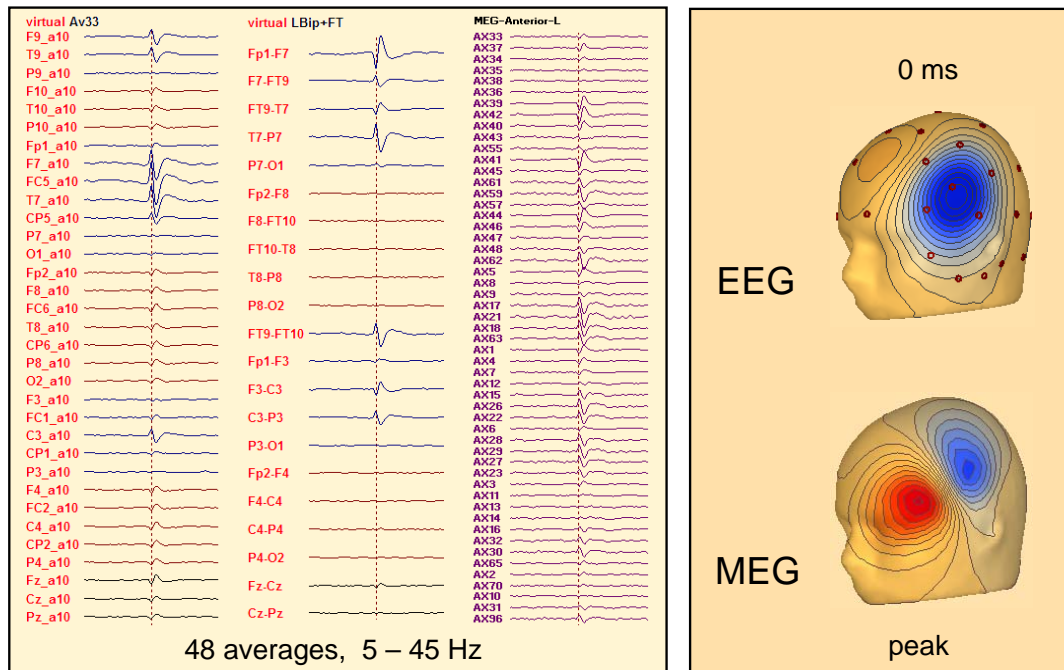 virtual Av33
F9_a10
T9_a10
P9_a10
F10_a10
T10_a10
P10_a10
Fp1_a10
F7_a10
FC5_a10
T7_a10
CP5_a10
P7_a10
O1_a10
Fp2_a10
F8_a10
FC6_a10
T8_a10
CP6_a10
P8_a10
O2_a10
F3_a10
FC1_a10
C3_a10
CP1_a10
P3_a10
F4_a10
FC2_a10
C4_a10
CP2_a10
P4_a10
Fz_a10
Cz_a10
Pz_a10
virtual LBip+FT
Fp1-F7
F7-FT9
FT9-T7
T7-P7
P7-O1
Fp2-F8
F8-FT10
FT10-T8
T8-P8
P8-O2
FT9-FT10
Fp1-F3
F3-C3
C3-P3
P3-O1
Fp2-F4
F4-C4
C4-P4
P4-O2
Fz-Cz
Cz-Pz
MEG-Anterior-L
AX33
AX37
AX34
AX35
AX38
AX36
AX39
AX42
AX40
AX43
AX55
AX41
AX45
AX61
AX59
AX57
AX44
AX46
AX47
AX48
AX62
AX5
AX8
AX9
AX17
AX21
AX18
AX63
AX1
AX4
AX7
AX12
AX15
AX26
AX22
AX6
AX28
AX29
AX27
AX23
AX3
AX11
AX13
AX14
AX16
AX32
AX30
AX65
AX2
AX70
AX10
AX31
AX96
48 averages, 5 – 45 Hz
0 ms
EEG
MEG
peak